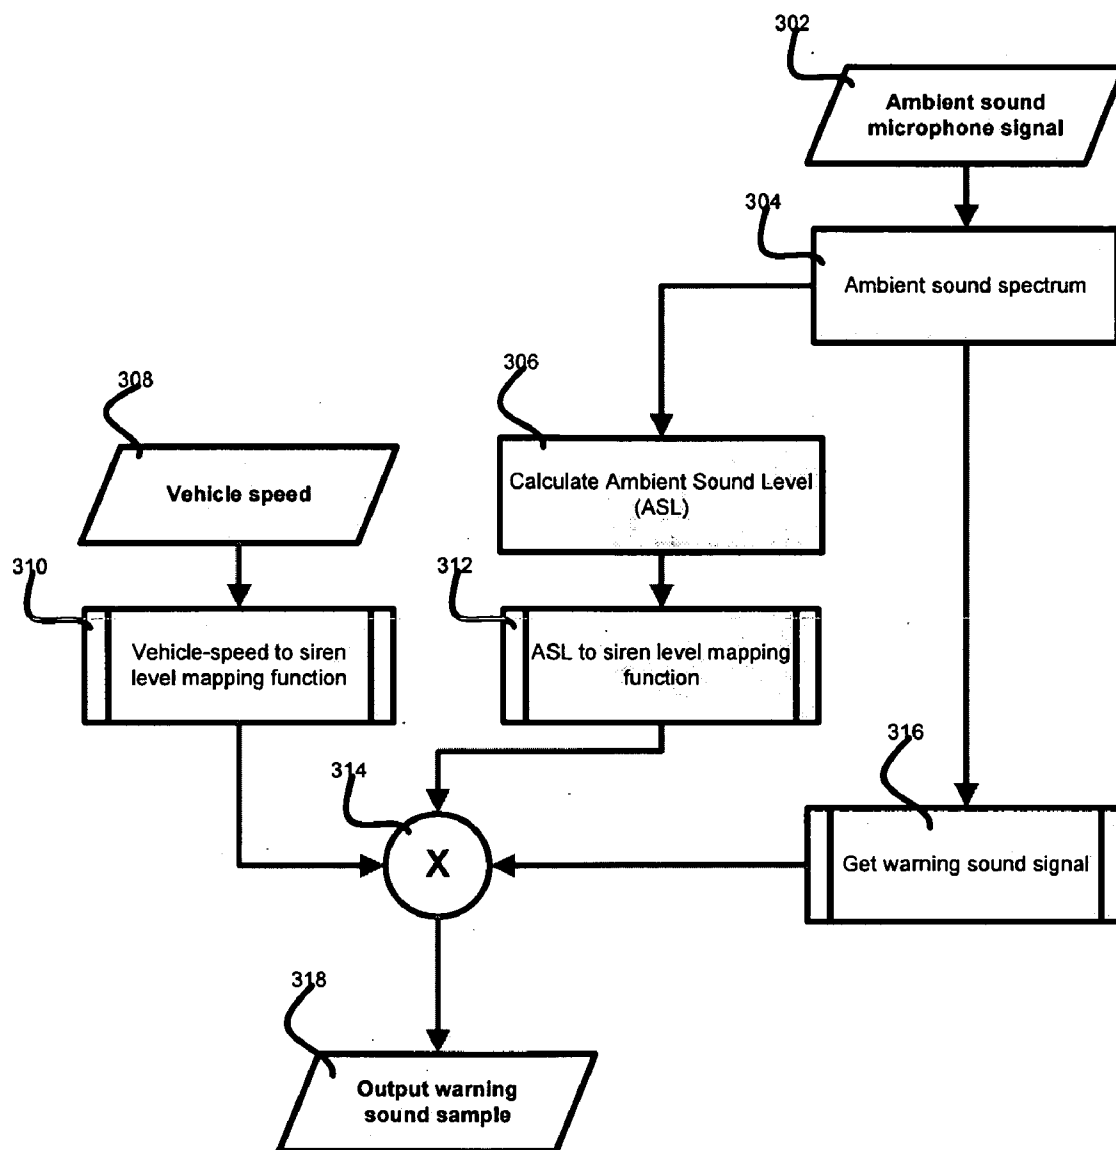 302
Ambient sound
microphone signal
304
Ambient sound spectrum
306
308
Calculate Ambient Sound Level
(ASL)
Vehicle speed
310
312
Vehicle-speed to siren
level mapping function
ASL to siren level mapping
function
316
314
X
Get warning sound signal
318
Output warning
sound sample